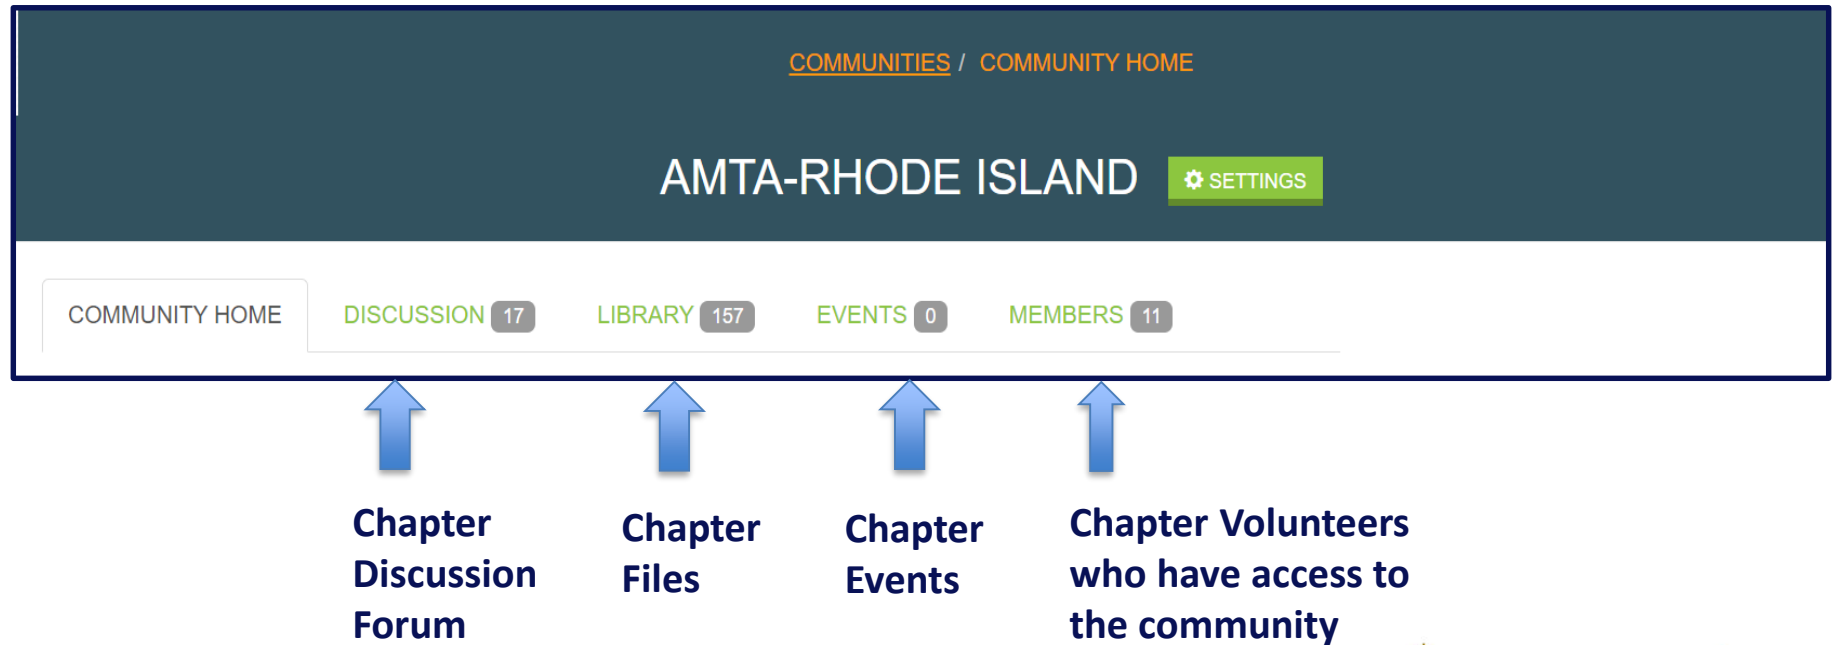 COMMUNITIES / COMMUNITY HOME
AMTA-RHODE ISLAND SETTINGS
COMMUNITY HOME DISCUSSION 17 LIBRARY 157 EVENTS 0 MEMBERS 11
Chapter
Discussion
Forum
Chapter
Files
Chapter
Events
Chapter Volunteers
who have access to
the community